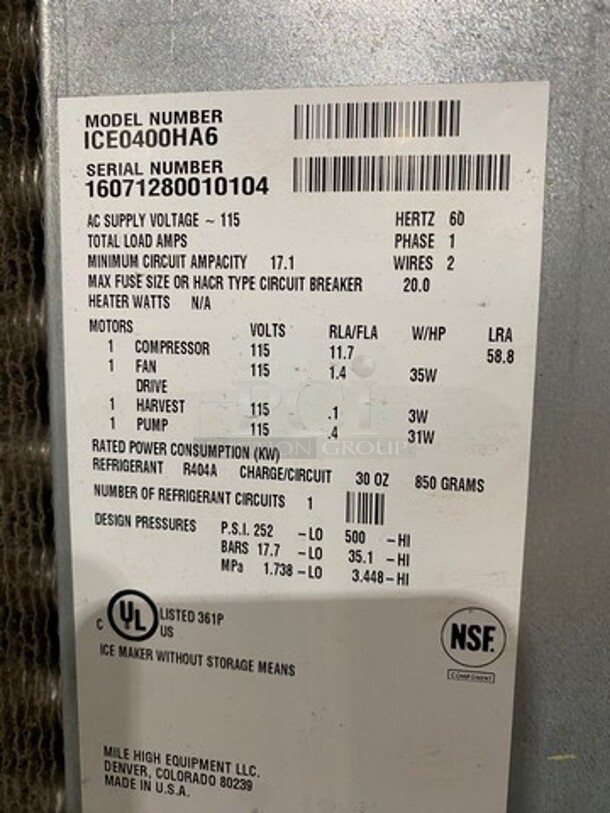 MODEL NUMBER
ICE0400HA6
SERIAL NUMBER
16071280010104
AC SUPPLY VOLTAGE ~ 115 HERTZ 60
TOTAL LOAD AMPS PHASE 1
MINIMUM CIRCUIT AMPACITY 17.1 WIRES 2
MAX FUSE SIZE OR HACR TYPE CIRCUIT BREAKER 20.0
HEATER WATTS N/A
MOTORS VOLTS RLA/FLA W/HP LRA
1 COMPRESSOR 115 11.7 58.8
1 FAN 115 1.4 35W
DRIVE
1 HARVEST 115 .1 3W
1 PUMP 115 .4 31W
RATED POWER CONSUMPTION (KW)
REFRIGERANT R404A CHARGE/CIRCUIT 30 OZ 850 GRAMS
NUMBER OF REFRIGERANT CIRCUITS 1
DESIGN PRESSURES P.S.I. 252 -LO 500 -HI
BARS 17.7 -LO 35.1 -HI
MPa 1.738 -LO 3.448 -HI
C UL LISTED 361P
US
NSF.
COMPONENT
ICE MAKER WITHOUT STORAGE MEANS
MILE HIGH EQUIPMENT LLC.
DENVER, COLORADO 80239
MADE IN U.S.A.